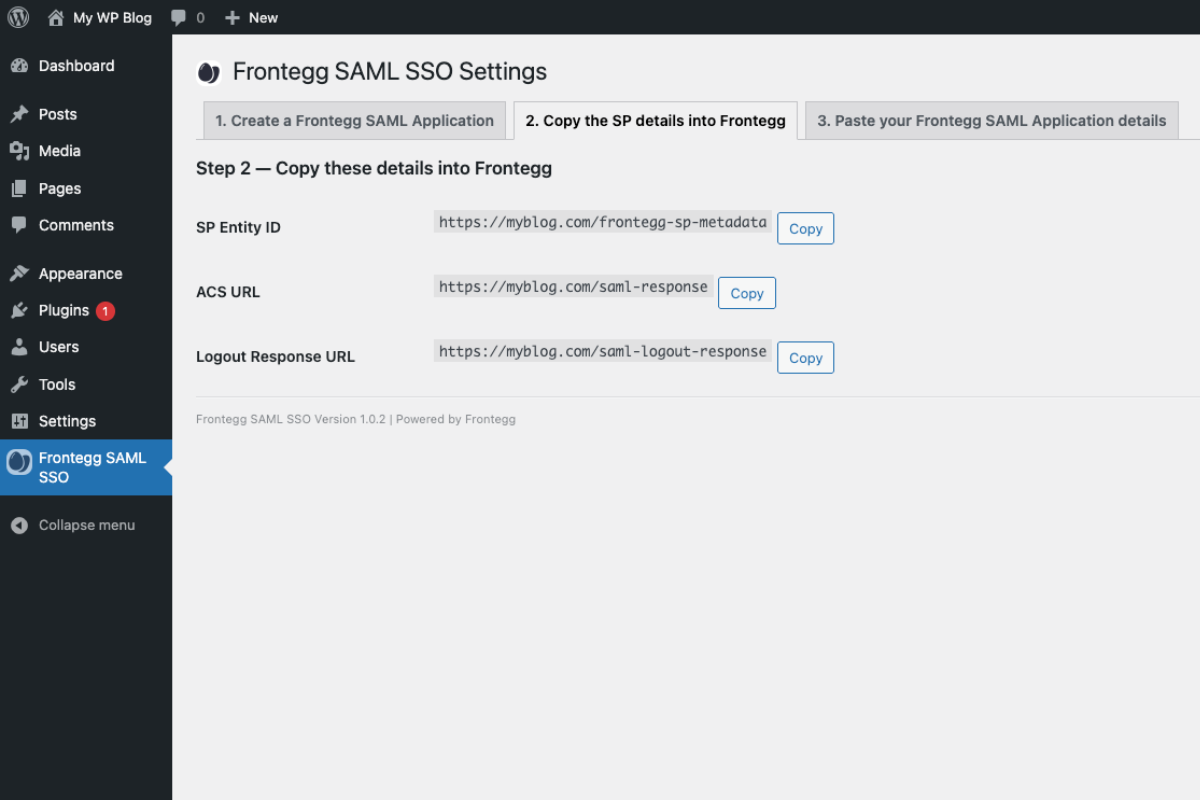 My WP Blog 0 New
Dashboard
Posts
Media
Pages
Comments
Appearance
Plugins 1
Users
Tools
Settings
Frontegg SAML
SSO
Collapse menu
Frontegg SAML SSO Settings
1. Create a Frontegg SAML Application 2. Copy the SP details into Frontegg 3. Paste your Frontegg SAML Application details
Step 2 — Copy these details into Frontegg
SP Entity ID https://myblog.com/frontegg-sp-metadata Copy
ACS URL https://myblog.com/saml-response Copy
Logout Response URL https://myblog.com/saml-logout-response Copy
Frontegg SAML SSO Version 1.0.2 | Powered by Frontegg